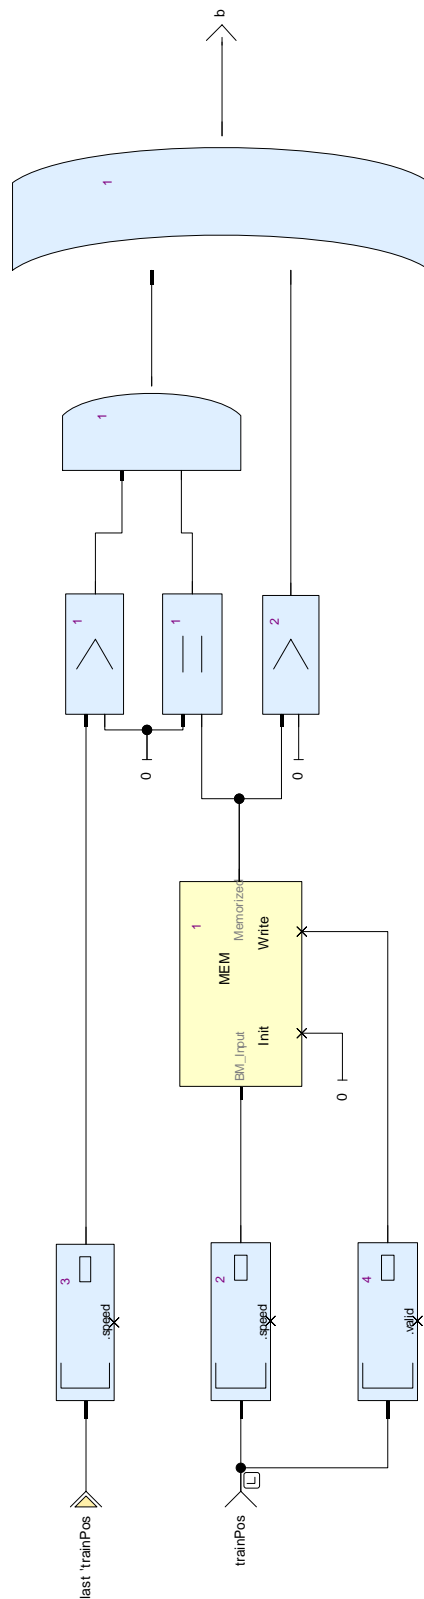 last 'trainPos
3
.speed
trainPos
L
2
.speed
4
.valid
1
MEM
BM_Input
Memorized
Init
Write
0
0
0
1
>
1
=
2
>
1
1
b